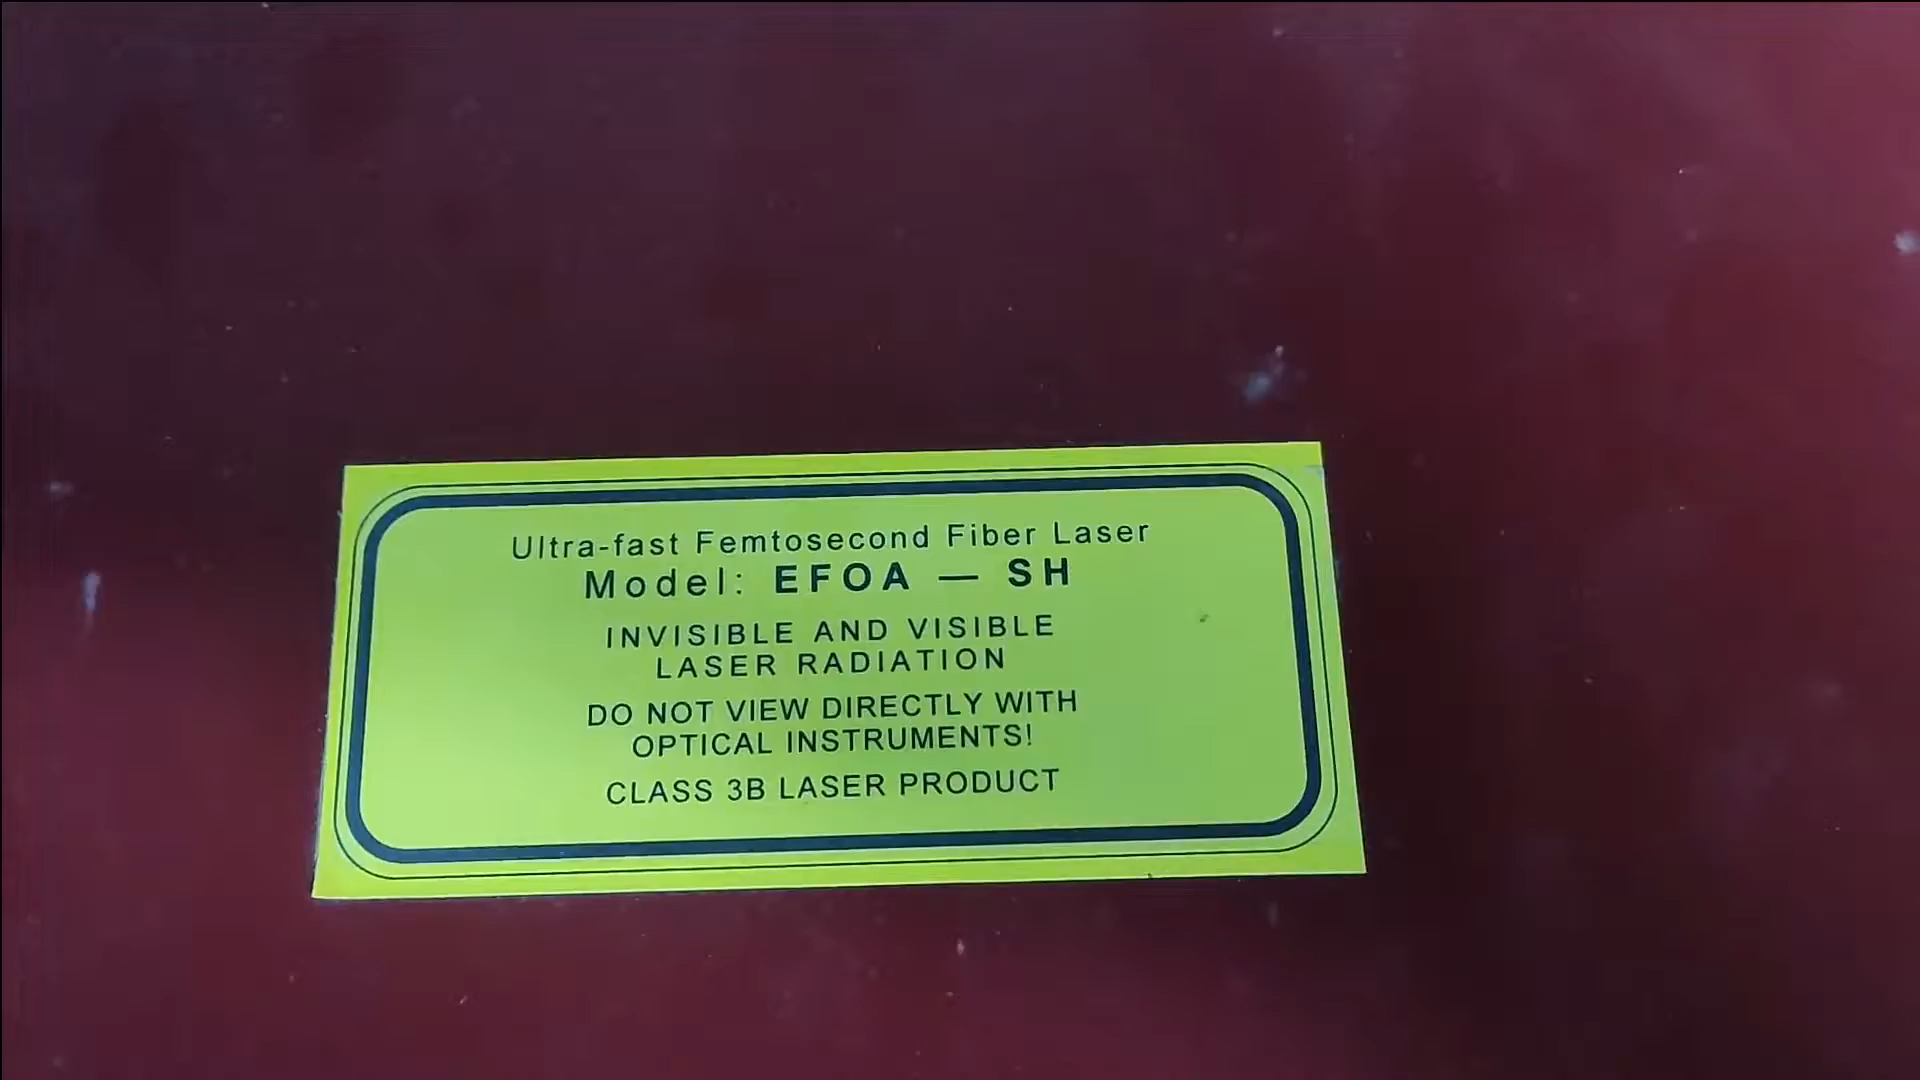 Ultra-fast Femtosecond Fiber Laser
Model: EFOA — SH
INVISIBLE AND VISIBLE
LASER RADIATION
DO NOT VIEW DIRECTLY WITH
OPTICAL INSTRUMENTS!
CLASS 3B LASER PRODUCT